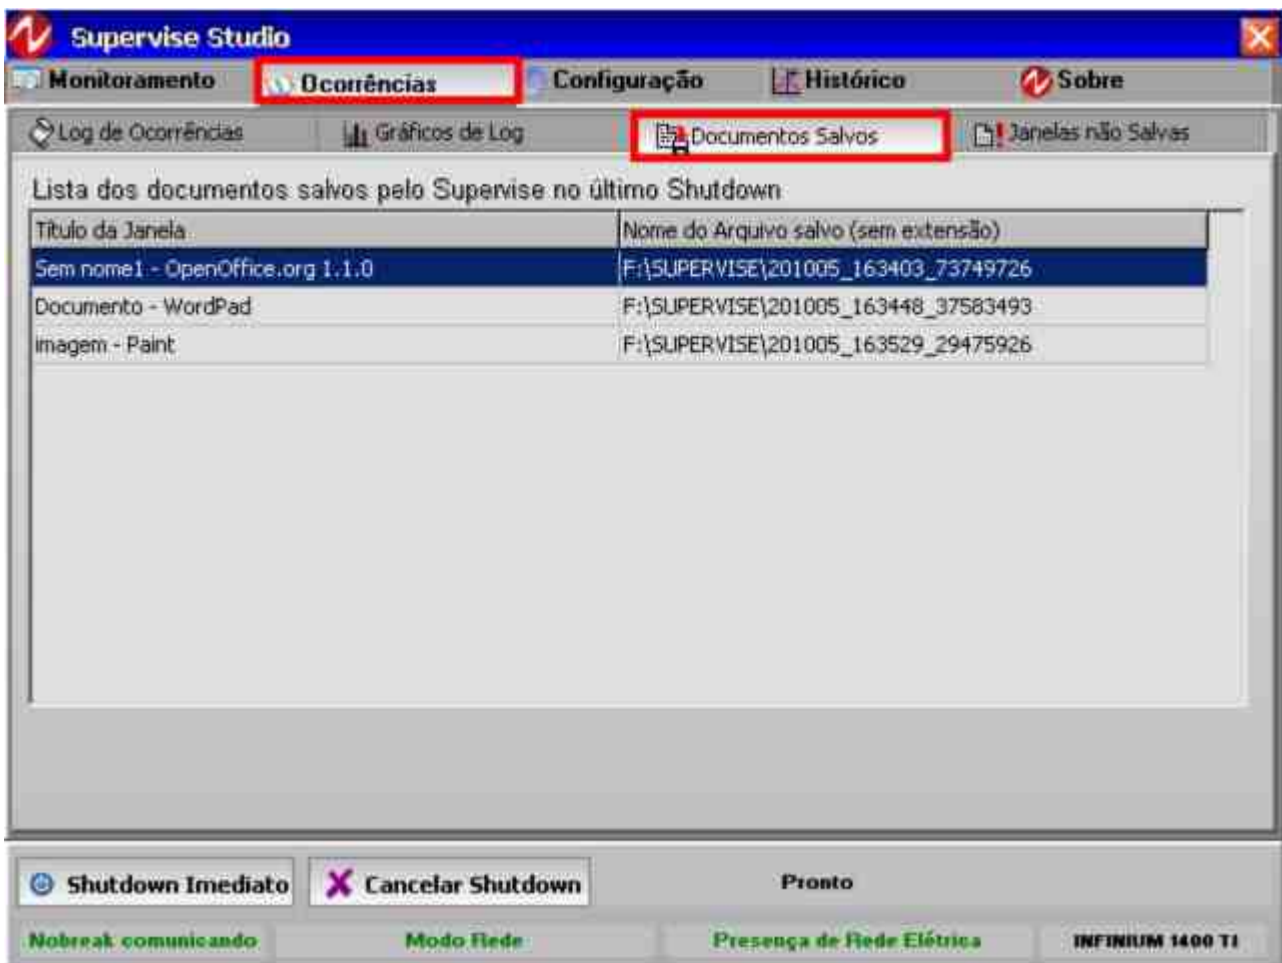 Supervise Studio
Monitoramento Ocorrências Configuração Histórico Sobre
Log de Ocorrências Gráficos de Log Documentos Salvos Janelas não Salvas
Lista dos documentos salvos pelo Supervise no último Shutdown
Título da Janela Nome do Arquivo salvo (sem extensão)
Sem nome1 - OpenOffice.org 1.1.0 F:\SUPERVISE\201005_163403_73749726
Documento - WordPad F:\SUPERVISE\201005_163448_37583493
imagem - Paint F:\SUPERVISE\201005_163529_29475926
Shutdown Imediato Cancelar Shutdown Pronto
Nobreak comunicando Modo Rede Presença de Rede Elétrica INFINIUM 1400 TI